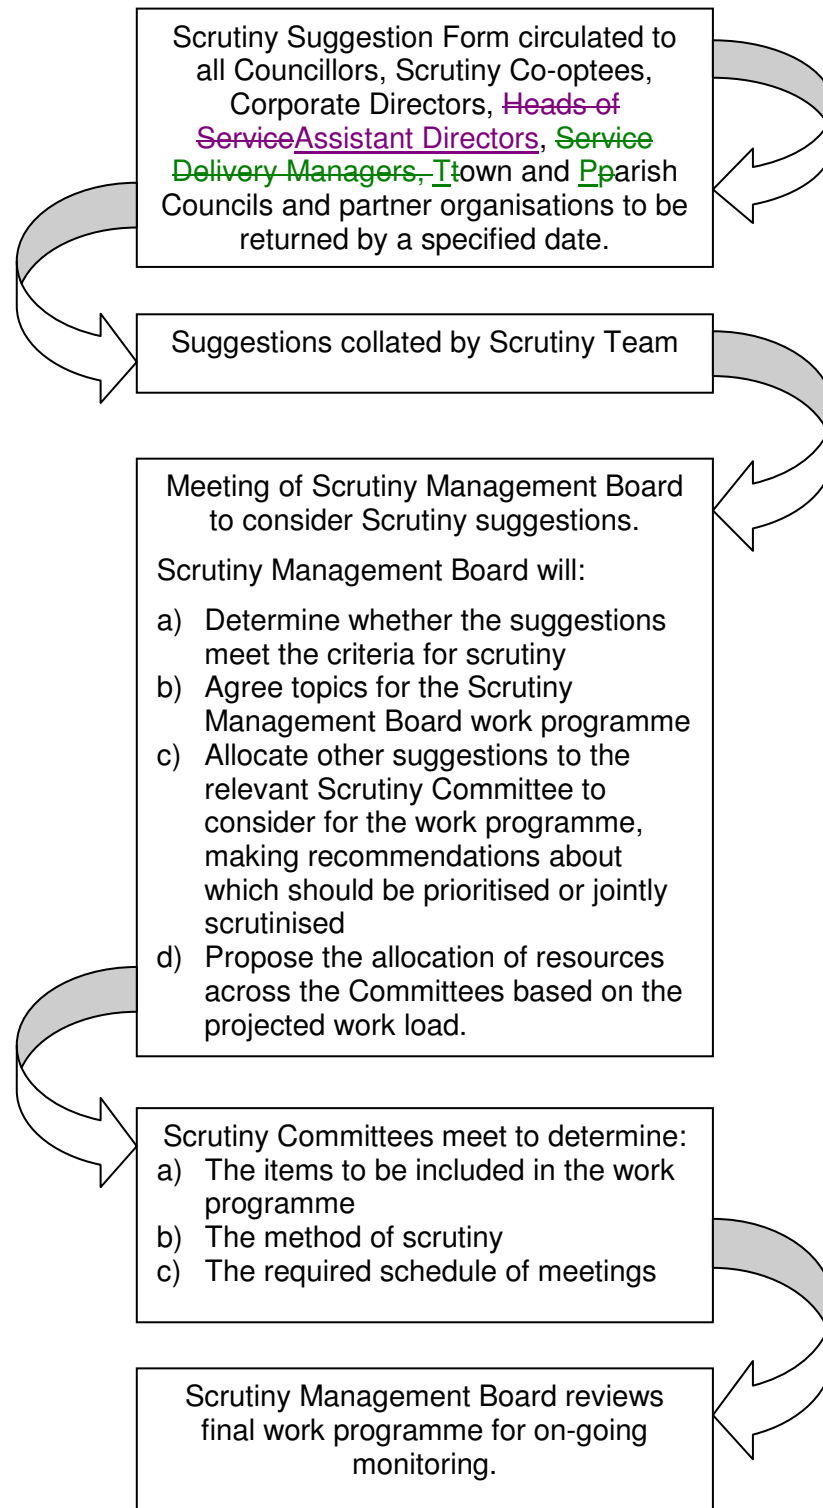 Scrutiny Suggestion Form circulated to
all Councillors, Scrutiny Co-optees,
Corporate Directors, Heads of
ServiceAssistant Directors, Service
Delivery Managers, Tttown and Pparish
Councils and partner organisations to be
returned by a specified date.
Suggestions collated by Scrutiny Team
Meeting of Scrutiny Management Board
to consider Scrutiny suggestions.
Scrutiny Management Board will:
a) Determine whether the suggestions
meet the criteria for scrutiny
b) Agree topics for the Scrutiny
Management Board work programme
c) Allocate other suggestions to the
relevant Scrutiny Committee to
consider for the work programme,
making recommendations about
which should be prioritised or jointly
scrutinised
d) Propose the allocation of resources
across the Committees based on the
projected work load.
Scrutiny Committees meet to determine:
a) The items to be included in the work
programme
b) The method of scrutiny
c) The required schedule of meetings
Scrutiny Management Board reviews
final work programme for on-going
monitoring.